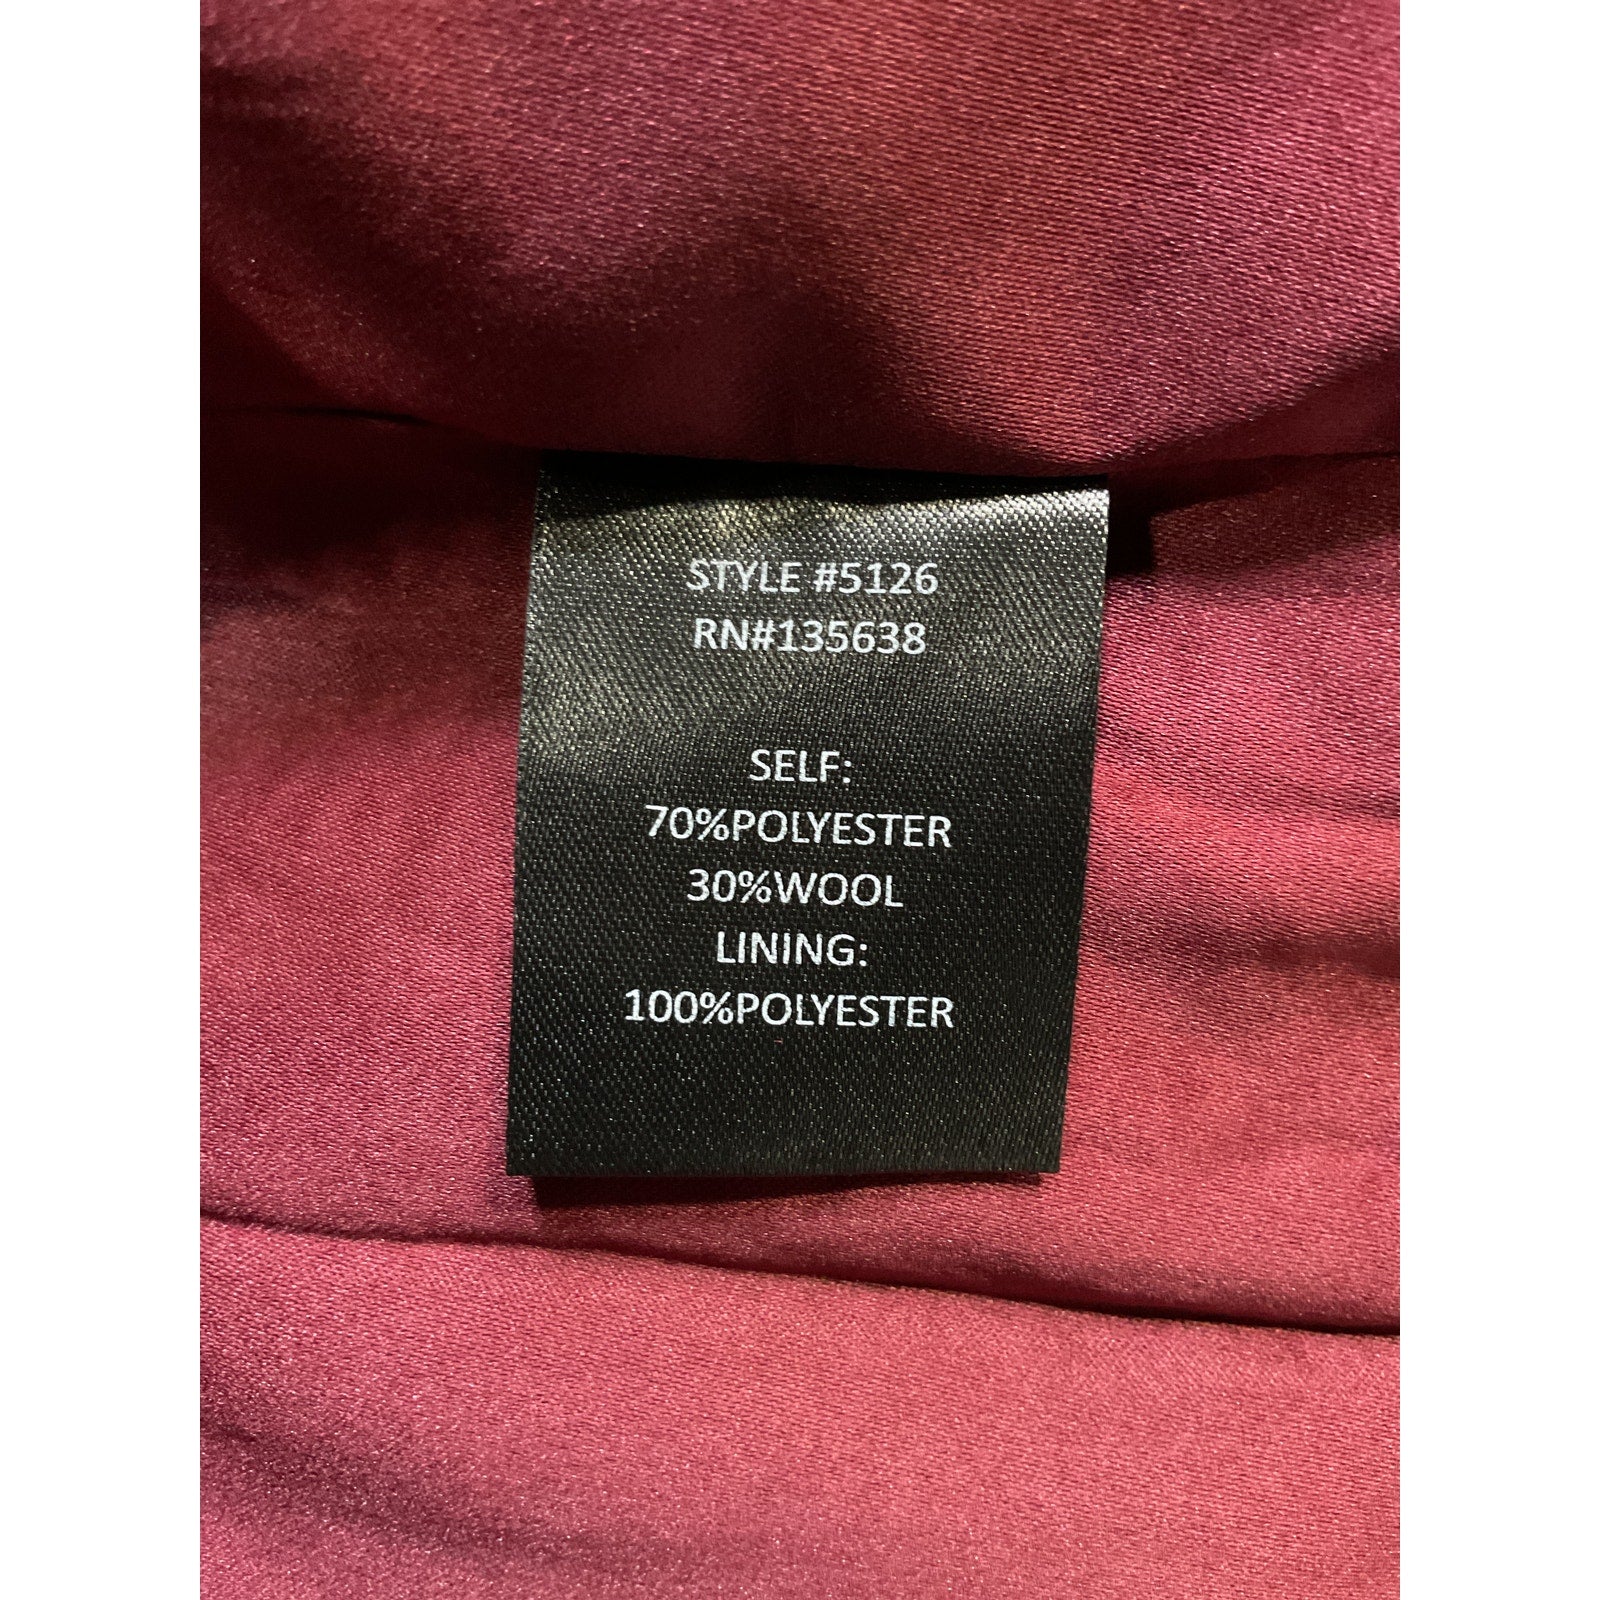 STYLE #5126
RN#135638
SELF:
70%POLYESTER
30%WOOL
LINING:
100%POLYESTER